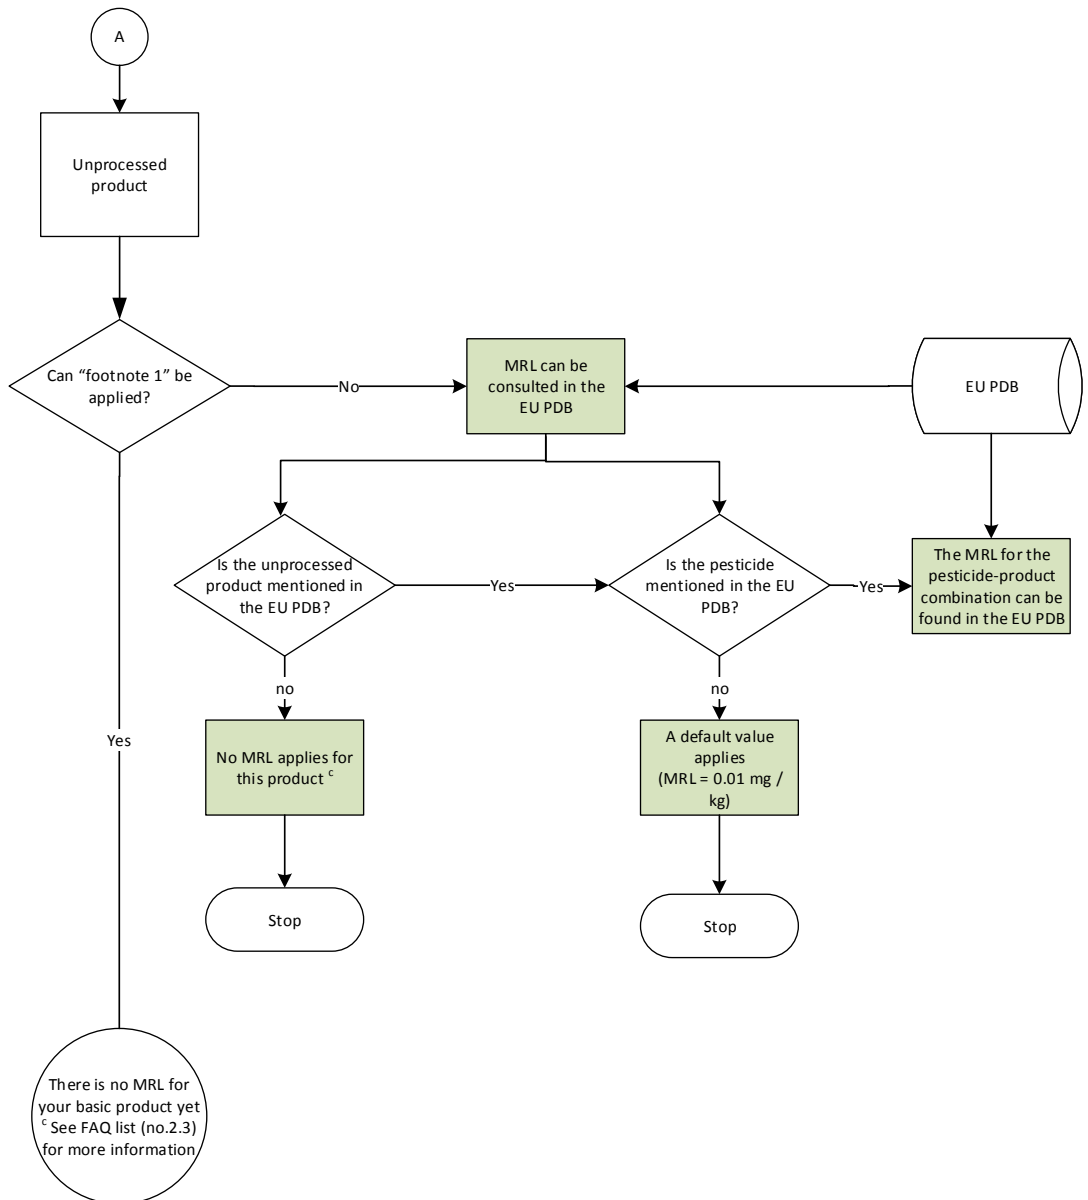 A
Unprocessed
product
Can “footnote 1” be
applied?
No
MRL can be
consulted in the
EU PDB
EU PDB
Is the unprocessed
product mentioned in
the EU PDB?
Yes
Is the pesticide
mentioned in the EU
PDB?
Yes
The MRL for the
pesticide-product
combination can be
found in the EU PDB
no
no
Yes
No MRL applies for
this product c
A default value
applies
(MRL = 0.01 mg /
kg)
Stop
Stop
There is no MRL for
your basic product yet
c See FAQ list (no.2.3)
for more information